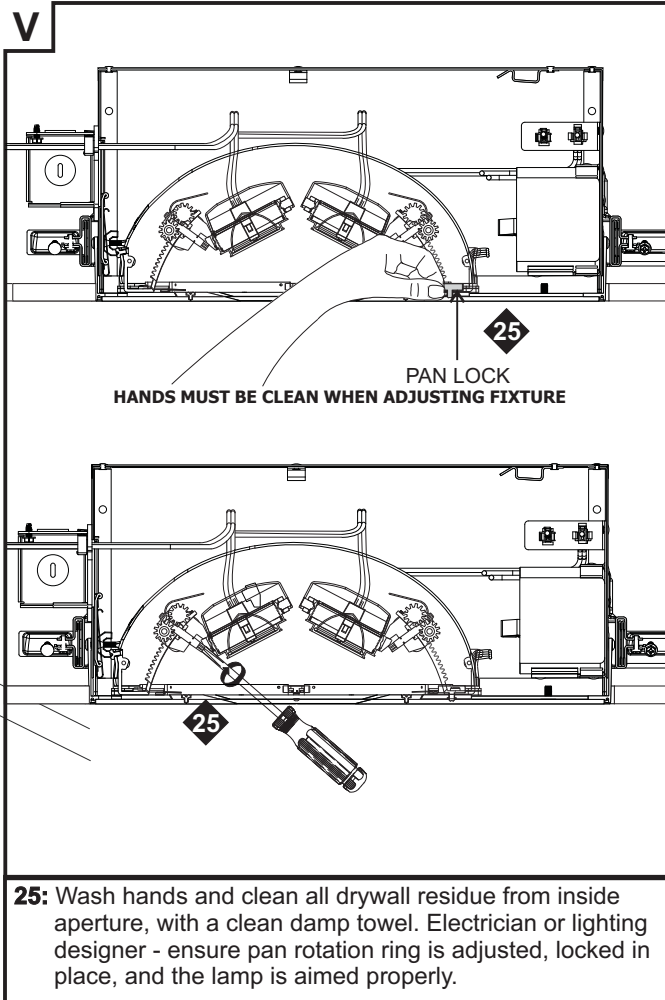 V
25
PAN LOCK
HANDS MUST BE CLEAN WHEN ADJUSTING FIXTURE
25
25: Wash hands and clean all drywall residue from inside
aperture, with a clean damp towel. Electrician or lighting
designer - ensure pan rotation ring is adjusted, locked in
place, and the lamp is aimed properly.